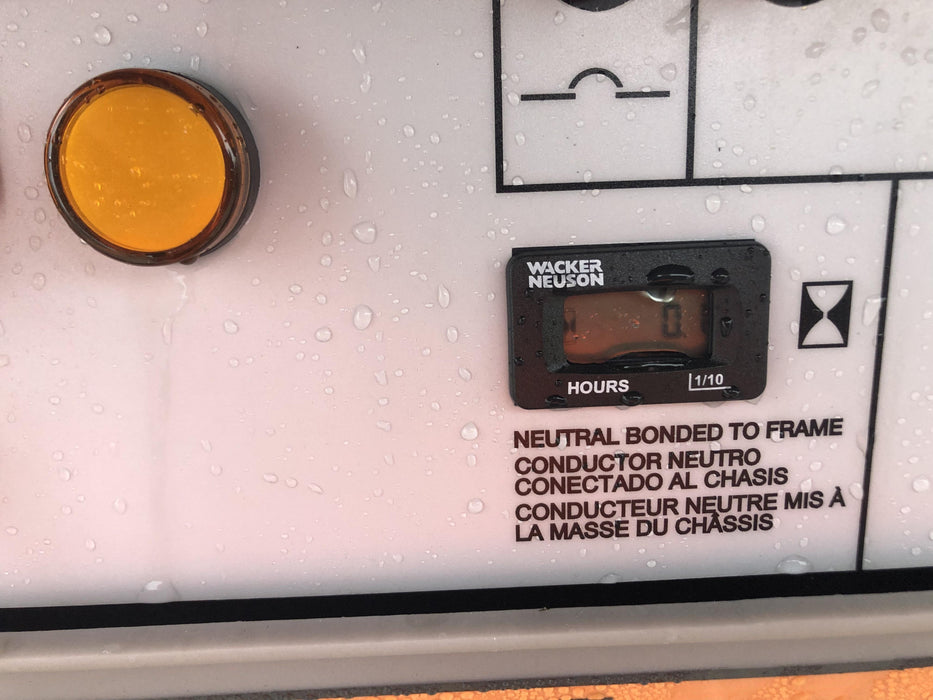 WACKER
NEUSON
0.
HOURS 1/10
NEUTRAL BONDED TO FRAME
CONDUCTOR NEUTRO
CONECTADO AL CHASIS
CONDUCTEUR NEUTRE MIS À
LA MASSE DU CHÂSSIS